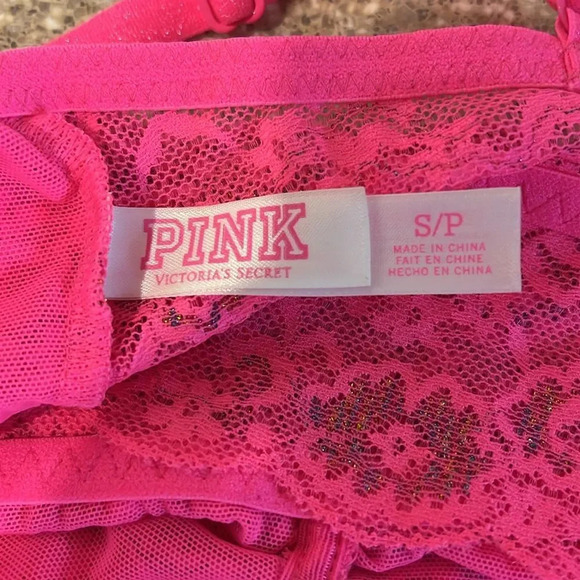 PINK
VICTORIA'S SECRET
S/P
MADE IN CHINA
FAIT EN CHINE
HECHO EN CHINA